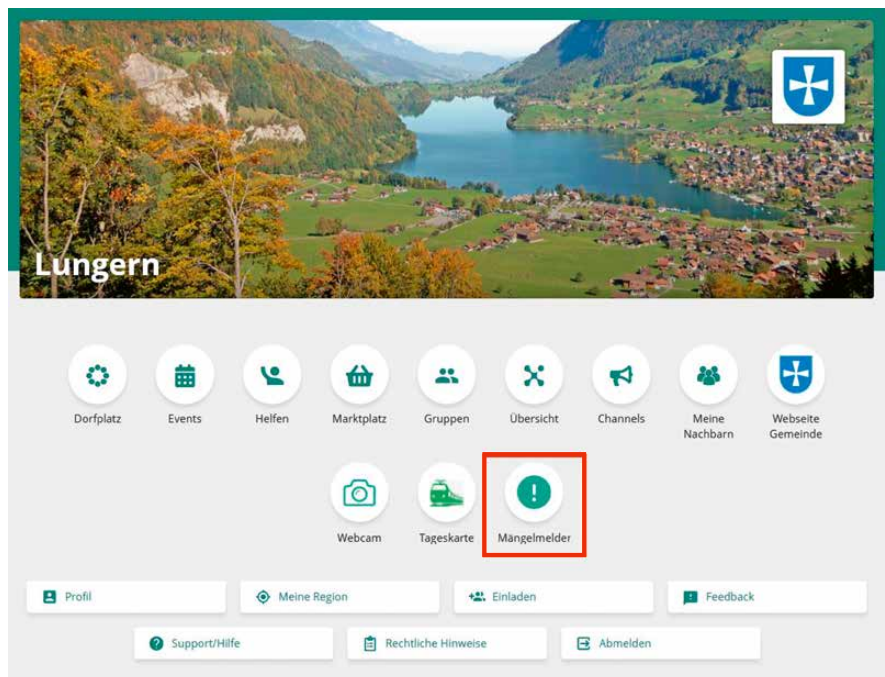 Lungern
Dorfplatz
Events
Helfen
Marktplatz
Gruppen
Übersicht
Channels
Meine
Nachbarn
Webseite
Gemeinde
Webcam
Tageskarte
Mängelmelder
Profil
Meine Region
Einladen
Feedback
Support/Hilfe
Rechtliche Hinweise
Abmelden